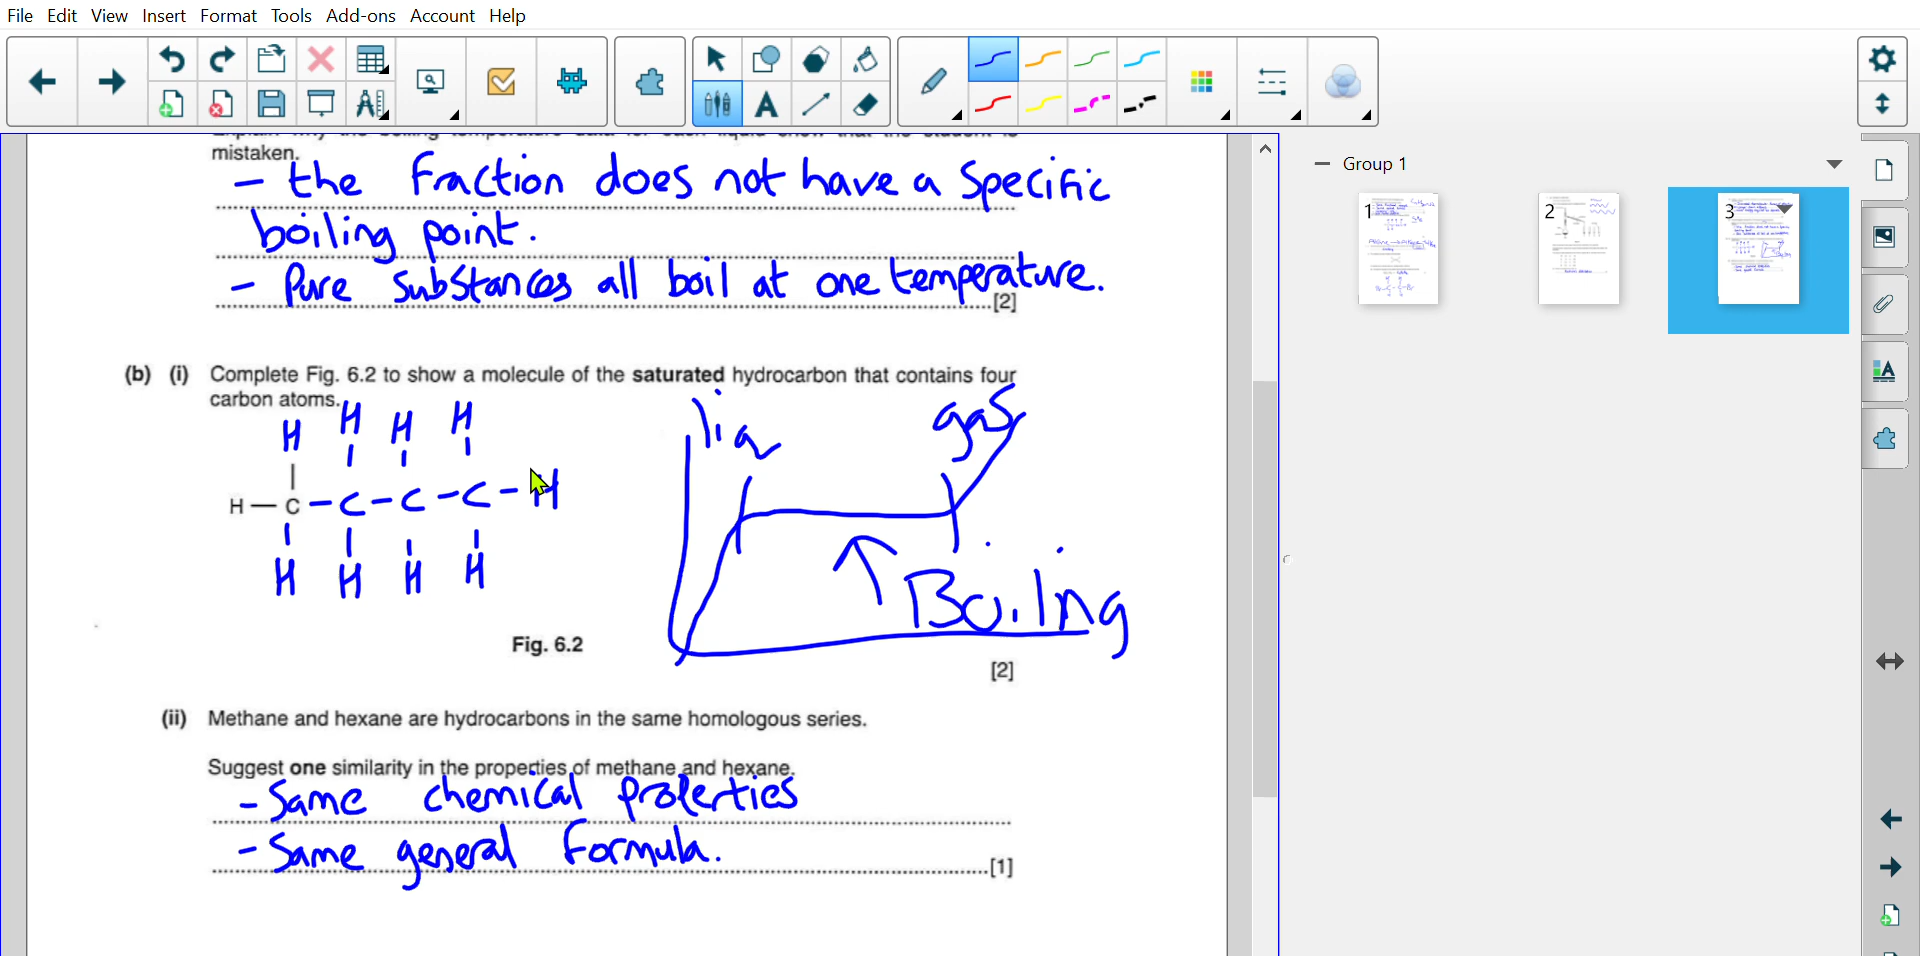 File Edit View Insert Format Tools Add-ons Account Help
mistaken.
- the fraction does not have a specific
boiling point.
- Pure substances all boil at one temperature.
[2]
(b) (i) Complete Fig. 6.2 to show a molecule of the saturated hydrocarbon that contains four
carbon atoms.
H H H H
H — C - C - C - C - H
H H H H
liq
gas
Boiling
Fig. 6.2
[2]
(ii) Methane and hexane are hydrocarbons in the same homologous series.
Suggest one similarity in the properties of methane and hexane.
- Same chemical properties
- Same general formula.
[1]
Group 1
1 2 3